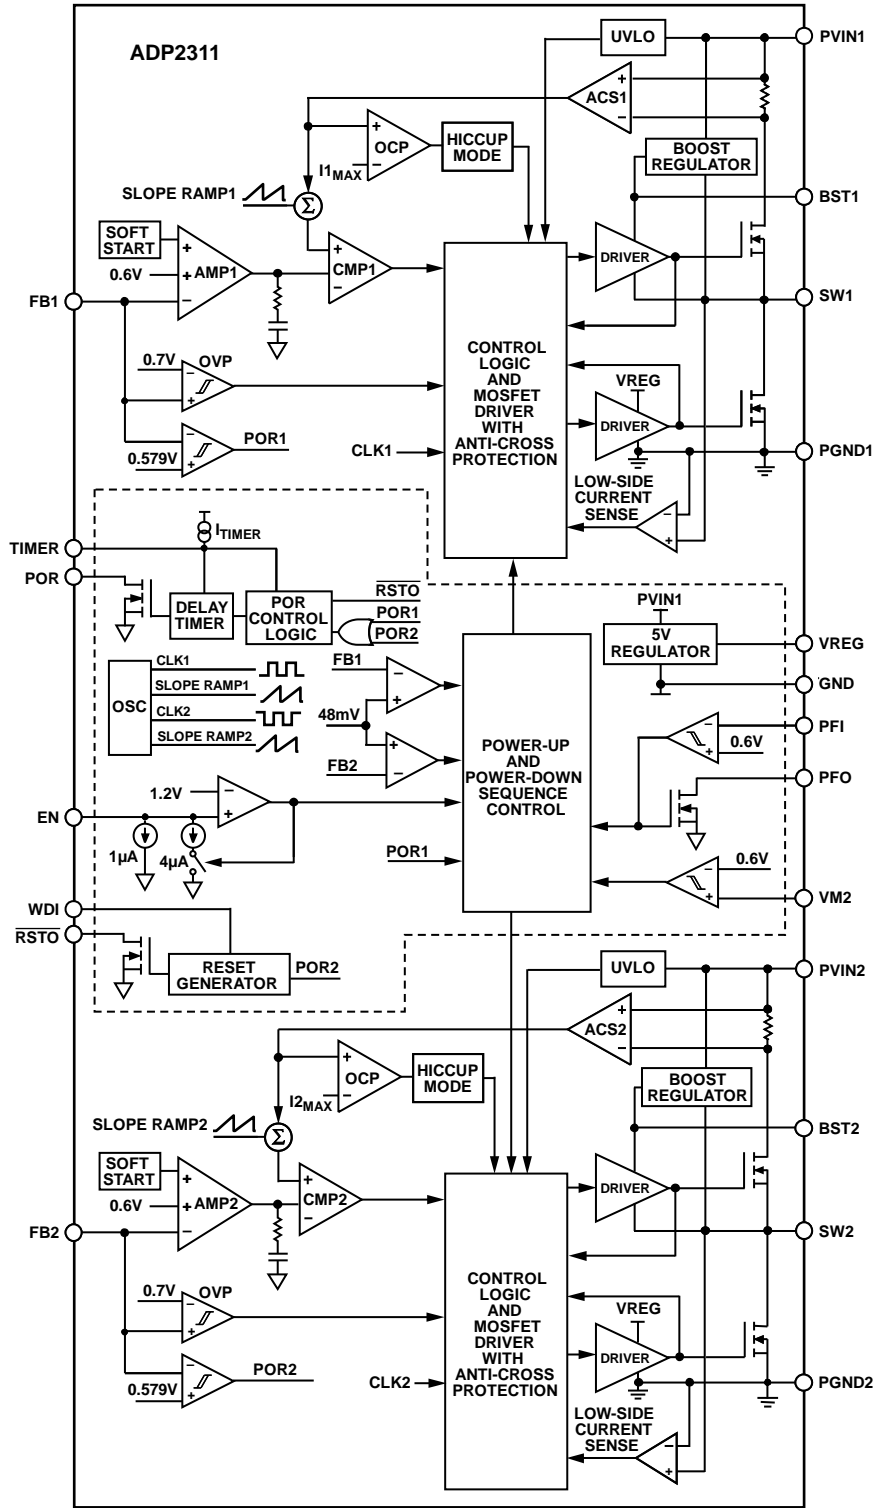 ADP2311
UVLO
PVIN1
ACS1
+
−
+
OCP
−
HICCUP
MODE
I1MAX
BOOST
REGULATOR
SLOPE RAMP1
Σ
BST1
SOFT
START
+
AMP1
+
−
0.6V
+
CMP1
−
DRIVER
FB1
SW1
CONTROL
LOGIC
AND
MOSFET
DRIVER
WITH
ANTI-CROSS
PROTECTION
0.7V
OVP
−
+
VREG
DRIVER
POR1
−
+
0.579V
CLK1
PGND1
LOW-SIDE
CURRENT
SENSE
−
+
ITIMER
TIMER
POR
DELAY
TIMER
POR
CONTROL
LOGIC
RSTO
POR1
POR2
PVIN1
5V
REGULATOR
VREG
GND
OSC
CLK1
SLOPE RAMP1
CLK2
SLOPE RAMP2
FB1
−
+
48mV
+
−
FB2
POWER-UP
AND
POWER-DOWN
SEQUENCE
CONTROL
−
+
0.6V
PFI
PFO
1.2V
−
+
EN
1µA
4µA
POR1
0.6V
−
+
VM2
WDI
RSTO
RESET
GENERATOR
POR2
UVLO
PVIN2
ACS2
+
−
+
OCP
−
HICCUP
MODE
I2MAX
BOOST
REGULATOR
SLOPE RAMP2
Σ
BST2
SOFT
START
+
AMP2
+
−
0.6V
+
CMP2
−
DRIVER
FB2
SW2
CONTROL
LOGIC
AND
MOSFET
DRIVER
WITH
ANTI-CROSS
PROTECTION
0.7V
OVP
−
+
VREG
DRIVER
POR2
−
+
0.579V
CLK2
PGND2
LOW-SIDE
CURRENT
SENSE
−
+